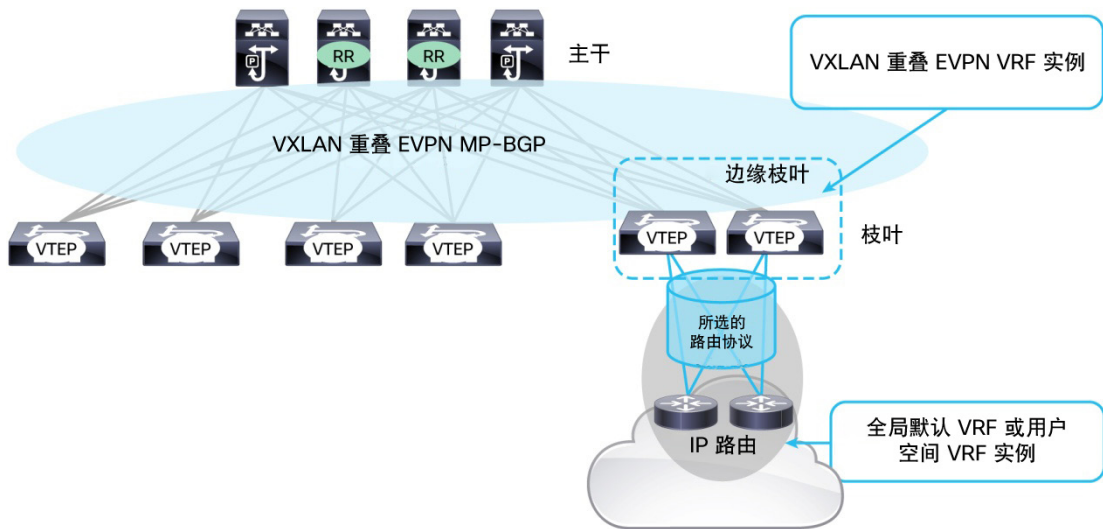 RR
RR
主干
VXLAN 重叠 EVPN VRF 实例
VXLAN 重叠 EVPN MP-BGP
边缘枝叶
VTEP
VTEP
VTEP
VTEP
VTEP
VTEP
枝叶
所选的
路由协议
IP 路由
全局默认 VRF 或用户
空间 VRF 实例
P
P